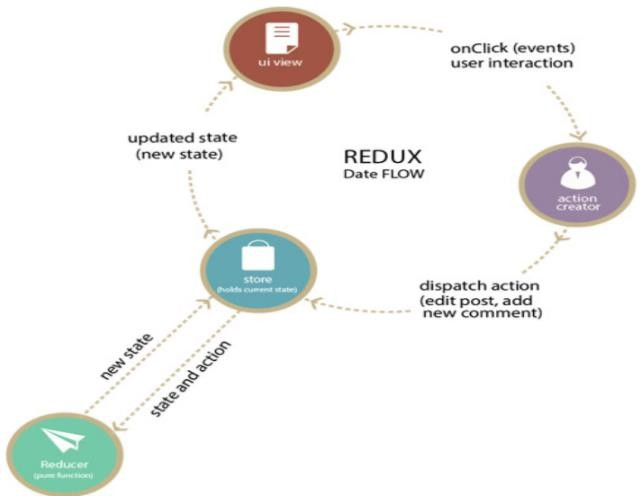 ui view
onClick (events)
user interaction
updated state
(new state)
REDUX
Date FLOW
action
creator
store
(holds current state)
dispatch action
(edit post, add
new comment)
new state
state and action
Reducer
(pure function)